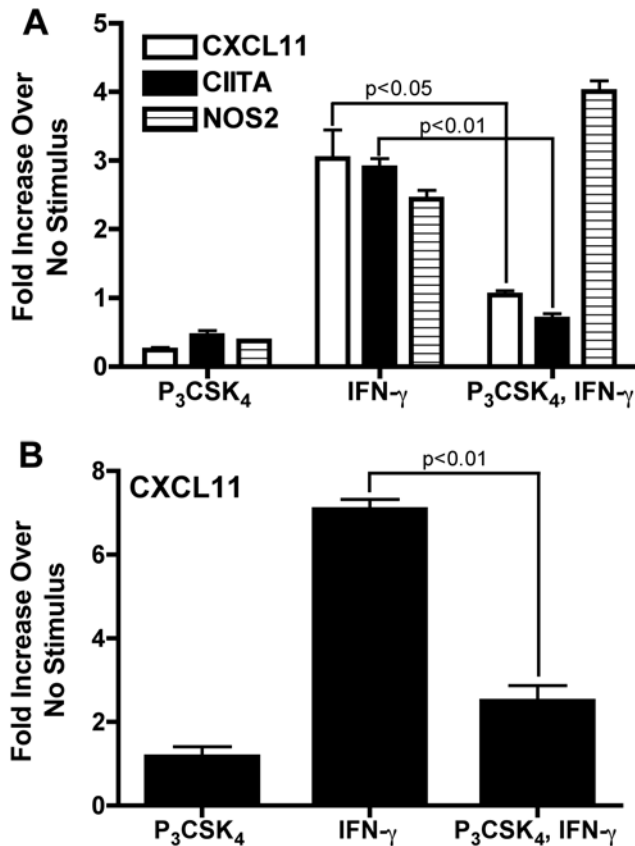 A
CXCL11
CIITA
NOS2
p<0.05
p<0.01
Fold Increase Over
No Stimulus
5
4
3
2
1
0
P₃CSK₄
IFN-γ
P₃CSK₄, IFN-γ
B
CXCL11
p<0.01
Fold Increase Over
No Stimulus
8
6
4
2
0
P₃CSK₄
IFN-γ
P₃CSK₄, IFN-γ